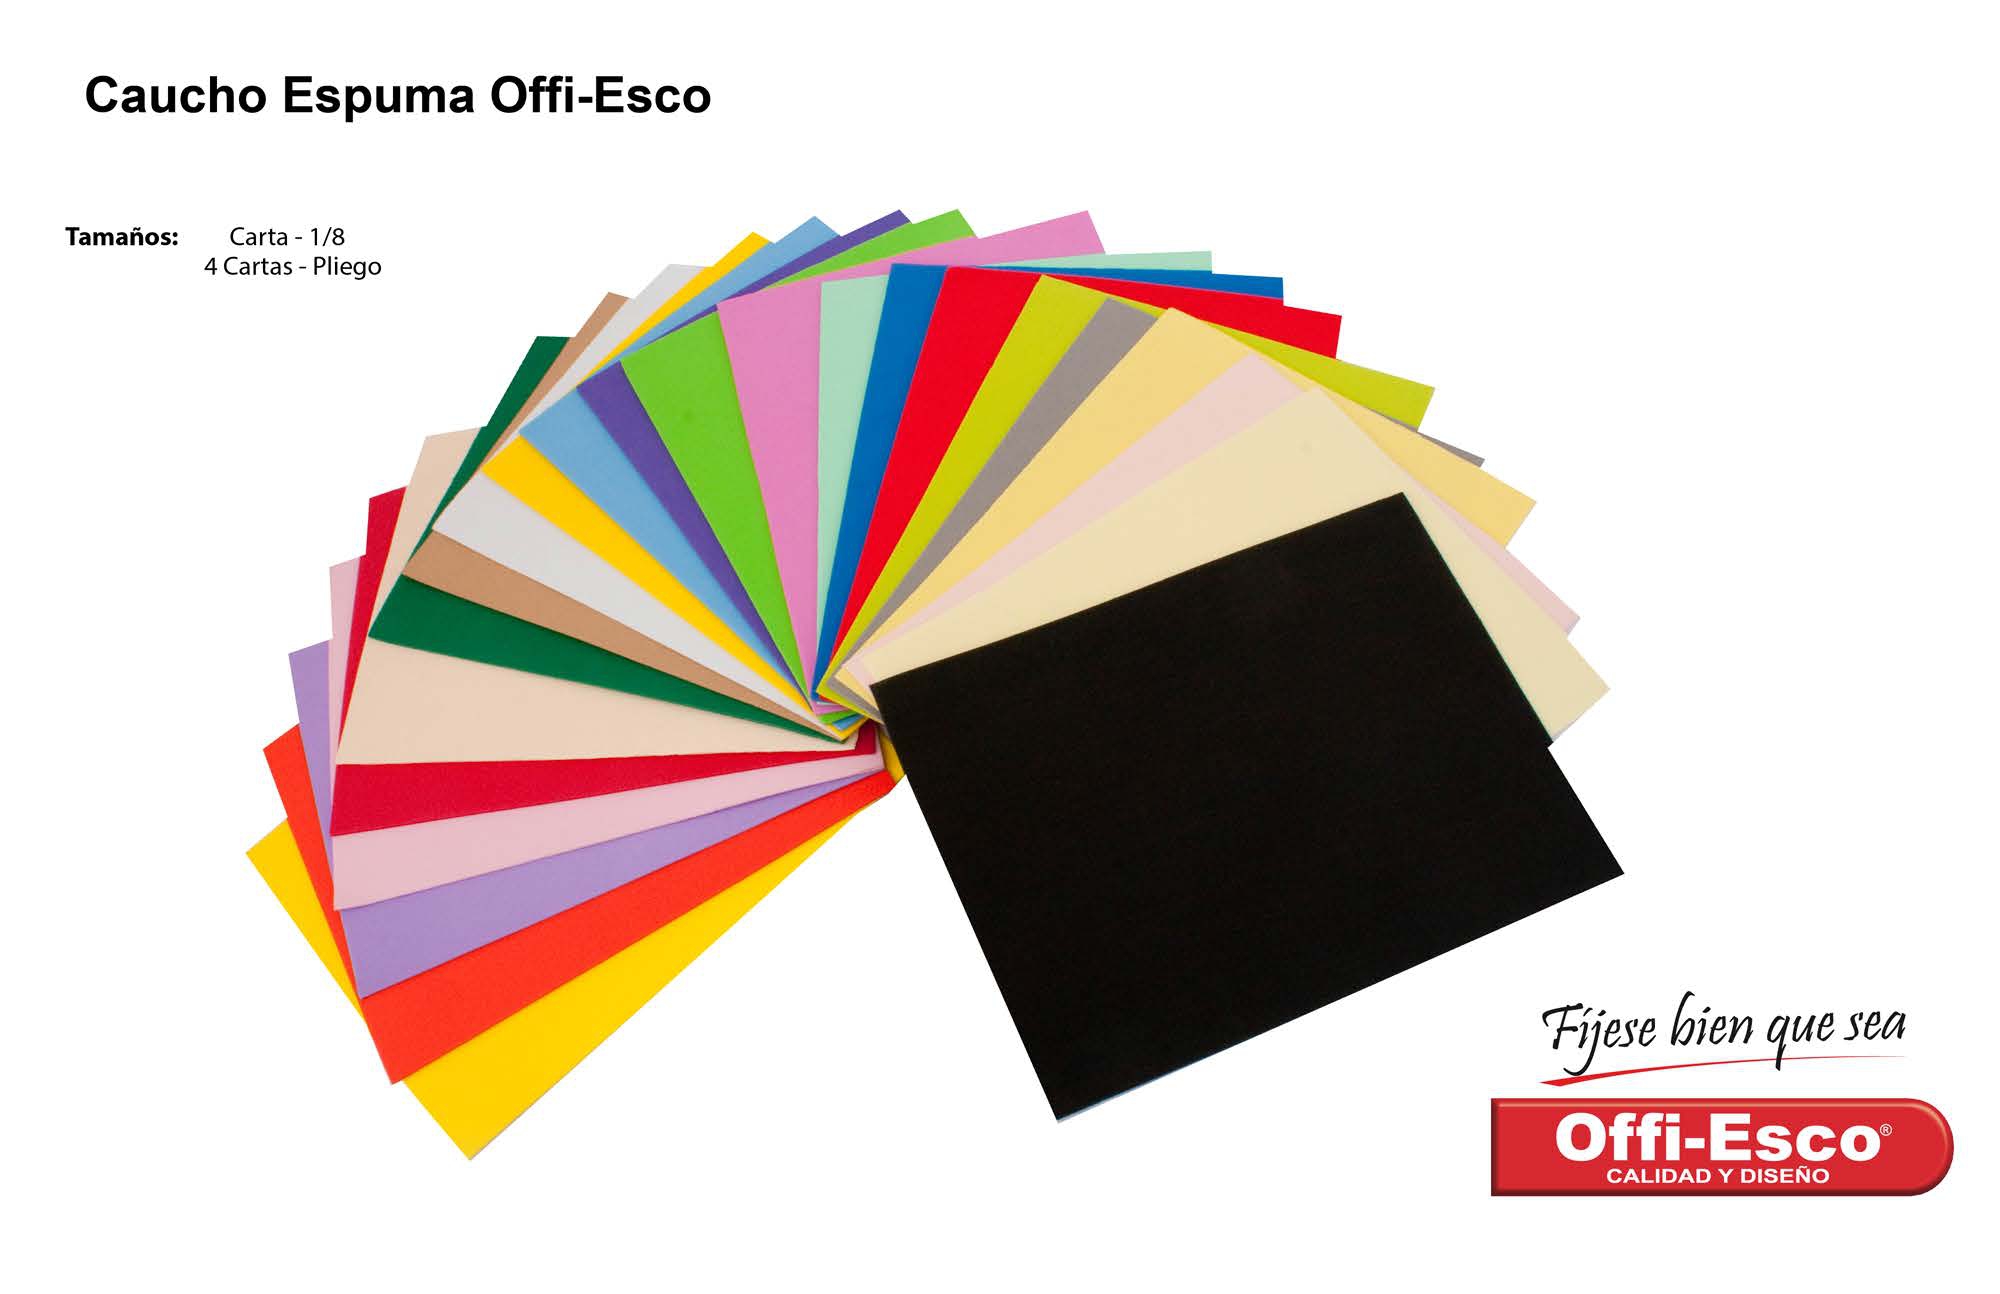 Caucho Espuma Offi-Esco
Tamaños: Carta - 1/8
4 Cartas - Pliego
Fíjese bien que sea
Offi-Esco®
CALIDAD Y DISEÑO